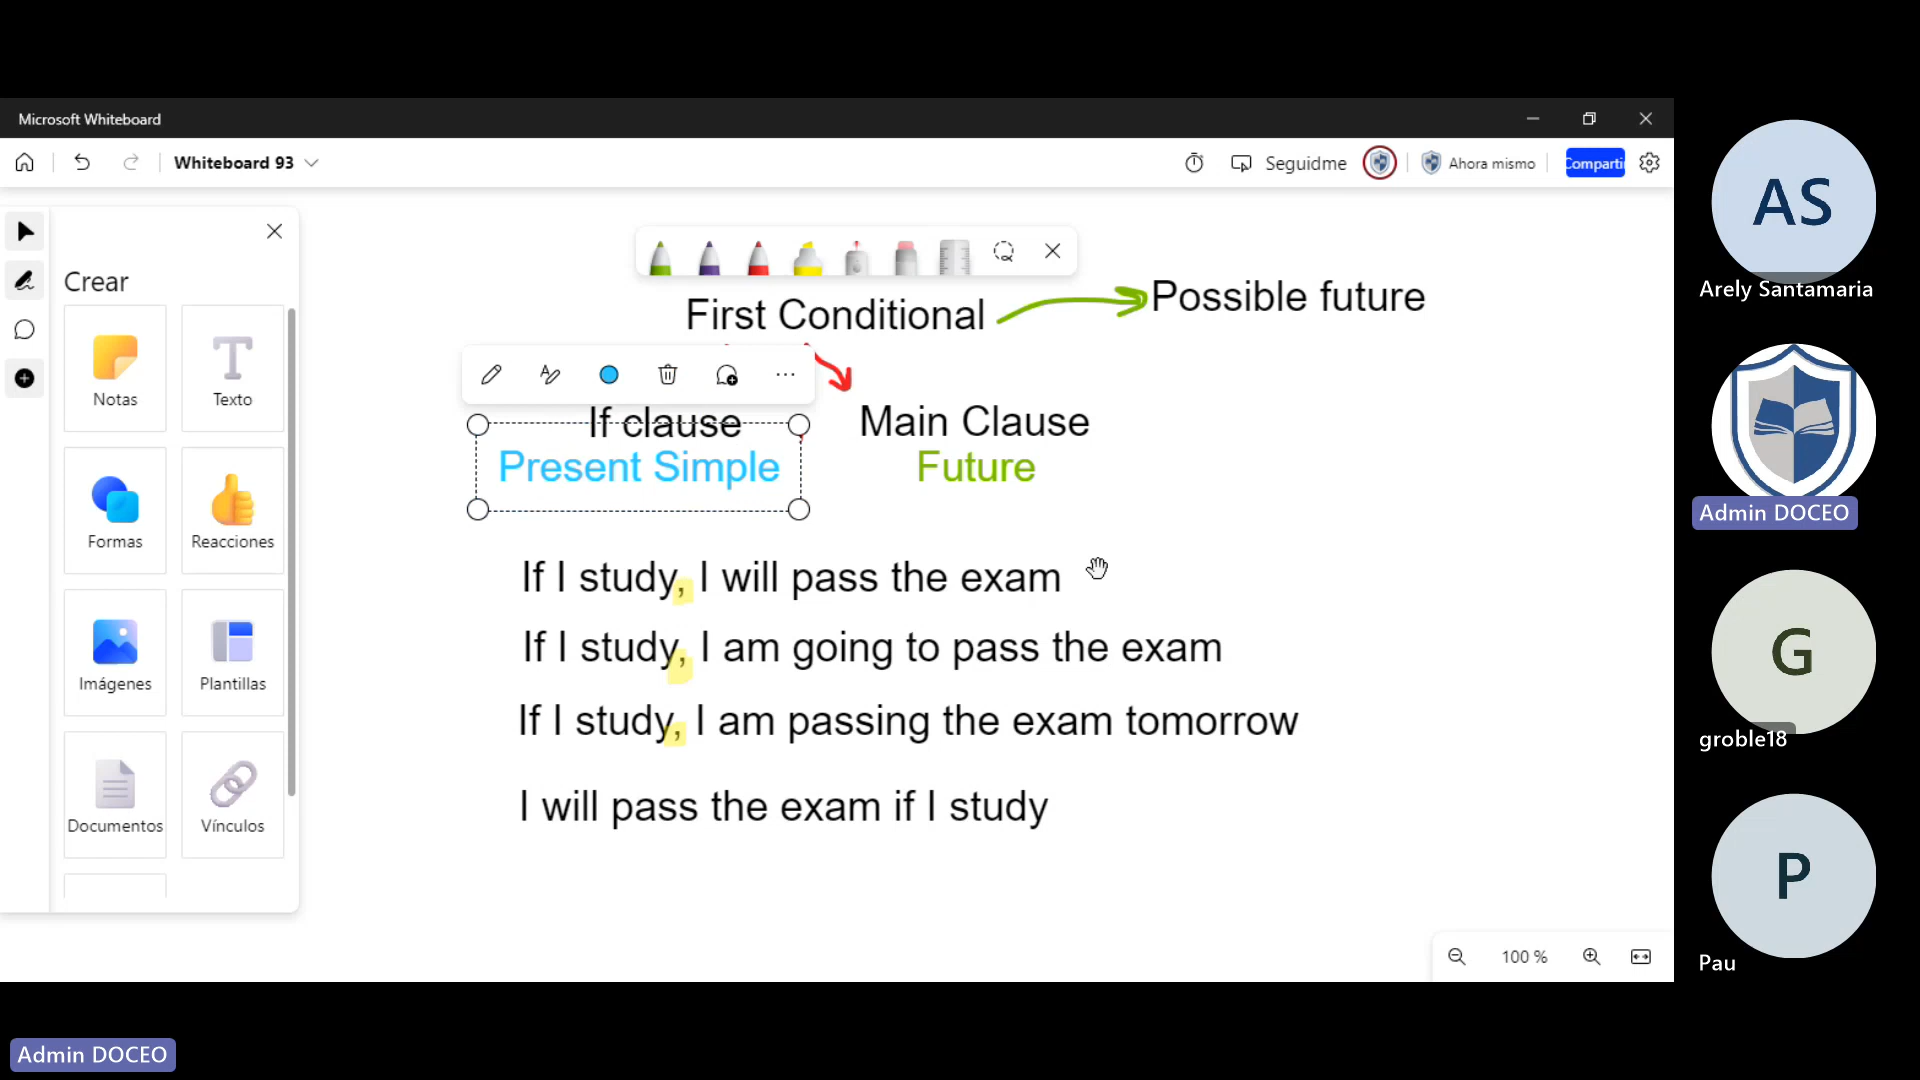 Microsoft Whiteboard
Whiteboard 93
Seguidme
Ahora mismo
Comparti
Crear
Notas
Texto
Formas
Reacciones
Imágenes
Plantillas
Documentos
Vínculos
First Conditional
Possible future
If clause
Main Clause
Present Simple
Future
If I study, I will pass the exam
If I study, I am going to pass the exam
If I study, I am passing the exam tomorrow
I will pass the exam if I study
100 %
AS
Arely Santamaria
Admin DOCEO
G
groble18
P
Pau
Admin DOCEO